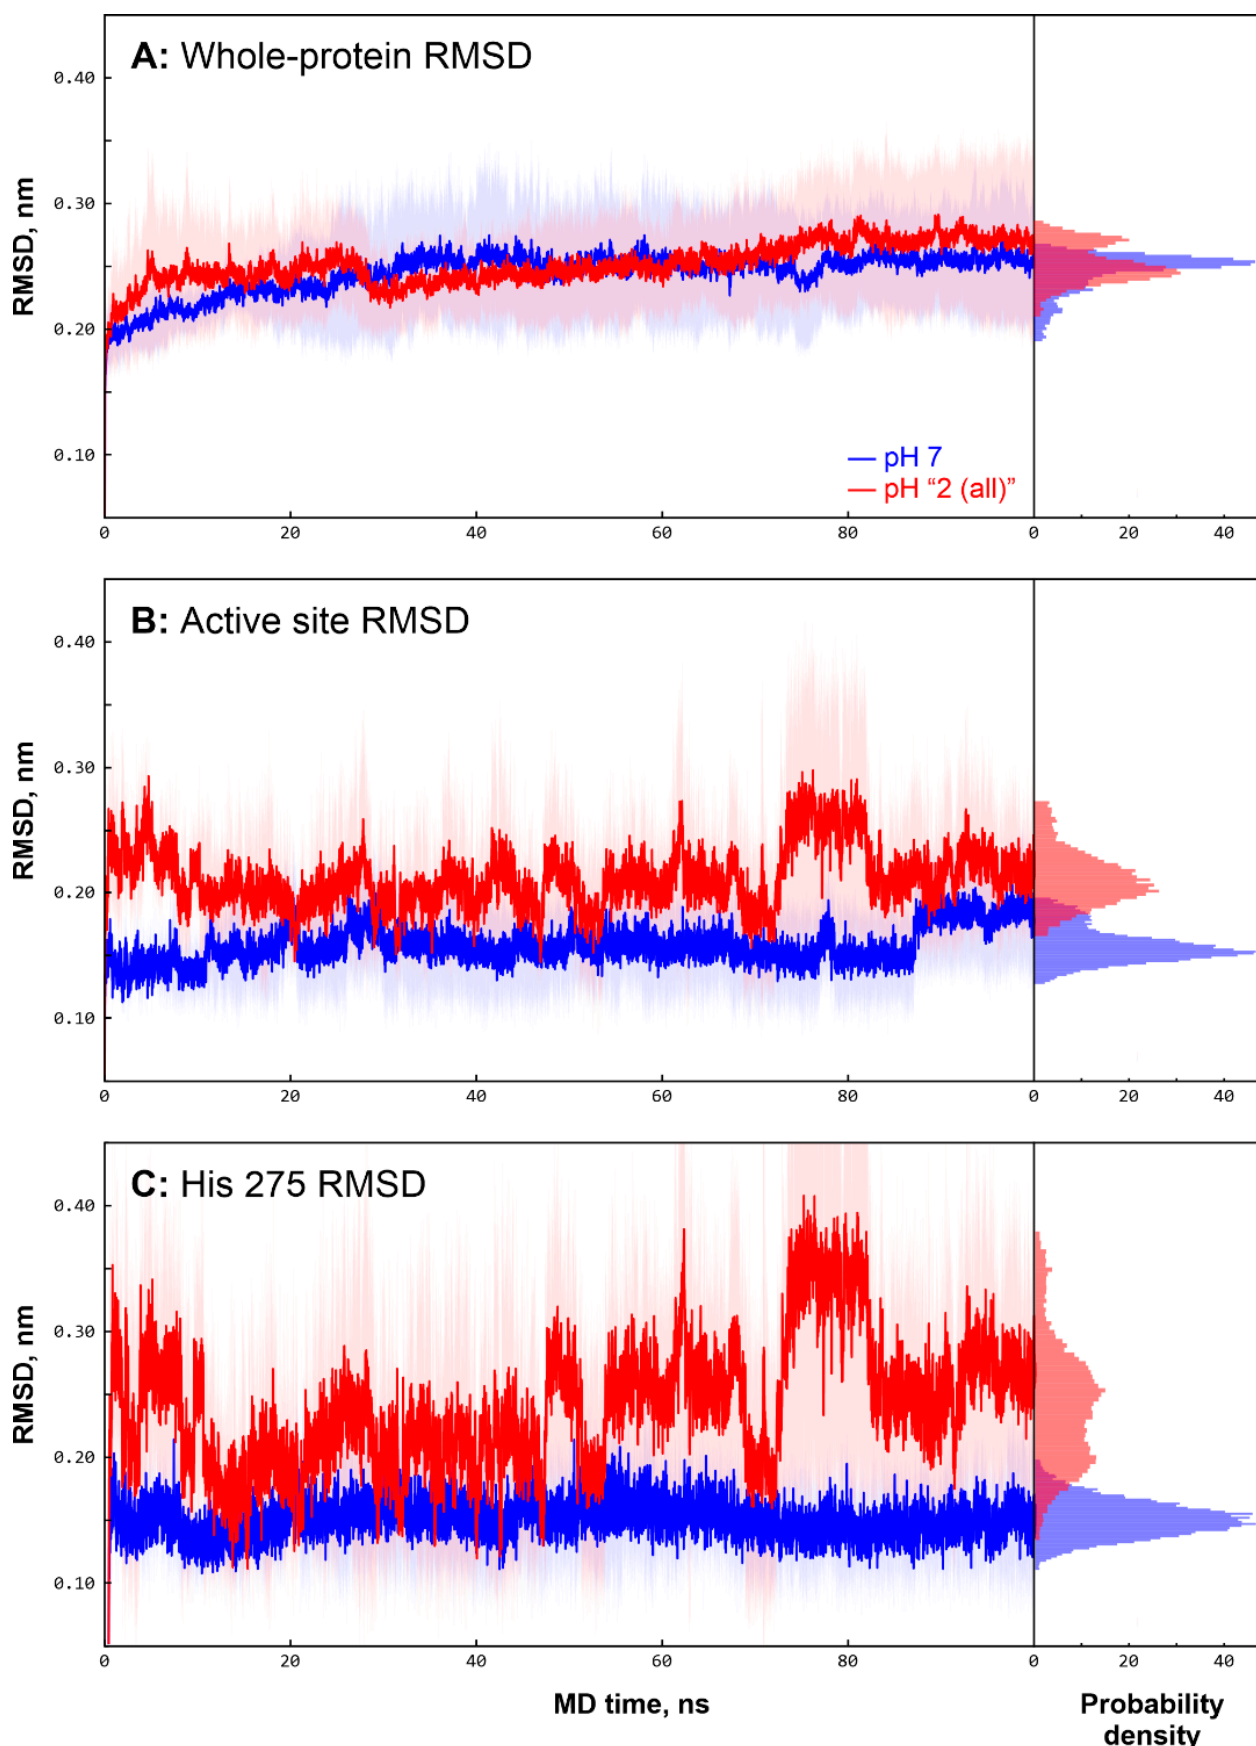 A: Whole-protein RMSD
RMSD, nm
0.40
0.30
0.20
0.10
pH 7
pH “2 (all)”
0 20 40 60 80 0 20 40
B: Active site RMSD
RMSD, nm
0.40
0.30
0.20
0.10
0 20 40 60 80 0 20 40
C: His 275 RMSD
RMSD, nm
0.40
0.30
0.20
0.10
0 20 40 60 80 0 20 40
MD time, ns
Probability
density